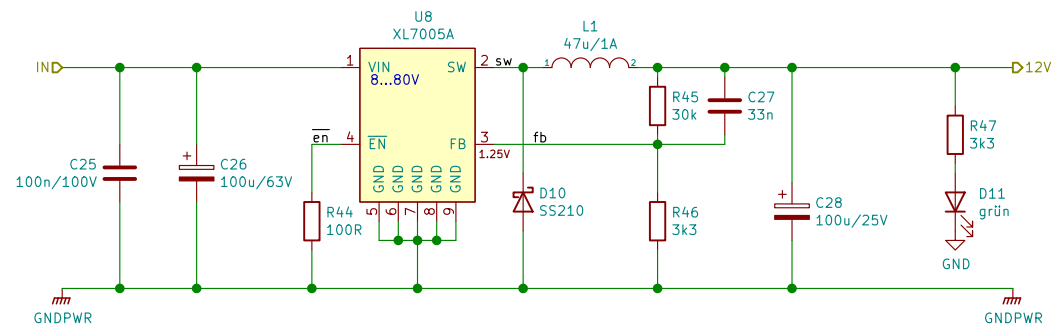 U8
XL7005A
L1
47u/1A
IN
1
VIN
8...80V
SW
2
sw
1
2
12V
R45
30k
C27
33n
R47
3k3
en
4
EN
FB
3
1.25V
fb
C25
100n/100V
C26
100u/63V
GND
GND
GND
GND
GND
5
6
7
8
9
R44
100R
D10
SS210
R46
3k3
C28
100u/25V
D11
grün
GND
GNDPWR
GNDPWR